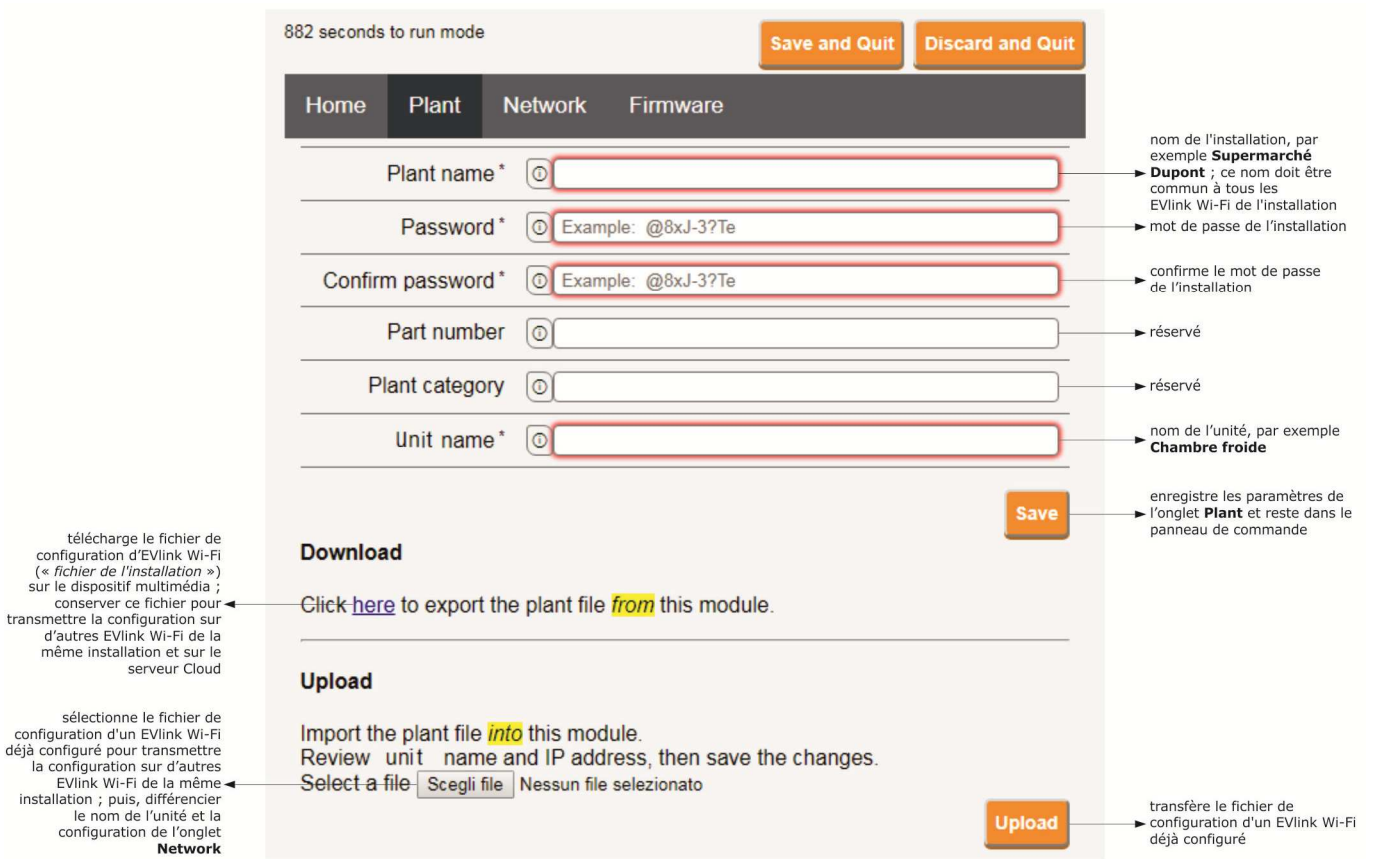 882 seconds to run mode
Save and Quit
Discard and Quit
Home
Plant
Network
Firmware
Plant name *
nom de l'installation, par
exemple Supermarché
Dupont ; ce nom doit être
commun à tous les
EVlink Wi-Fi de l'installation
Password *
Example: @8xJ-3?Te
mot de passe de l’installation
Confirm password *
Example: @8xJ-3?Te
confirme le mot de passe
de l’installation
Part number
réservé
Plant category
réservé
Unit name *
nom de l’unité, par exemple
Chambre froide
Save
enregistre les paramètres de
l’onglet Plant et reste dans le
panneau de commande
télécharge le fichier de
configuration d’EVlink Wi-Fi
(« fichier de l'installation »)
sur le dispositif multimédia ;
conserver ce fichier pour
transmettre la configuration sur
d’autres EVlink Wi-Fi de la
même installation et sur le
serveur Cloud
Download
Click here to export the plant file from this module.
Upload
sélectionne le fichier de
configuration d'un EVlink Wi-Fi
déjà configuré pour transmettre
la configuration sur d’autres
EVlink Wi-Fi de la même
installation ; puis, différencier
le nom de l’unité et la
configuration de l’onglet
Network
Import the plant file into this module.
Review unit name and IP address, then save the changes.
Select a file Scegli file Nessun file selezionato
Upload
transfère le fichier de
configuration d'un EVlink Wi-Fi
déjà configuré